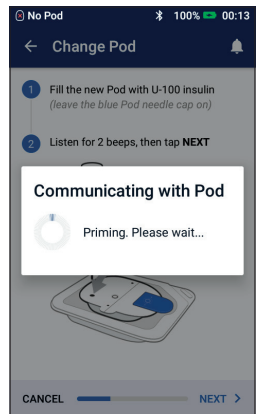 No Pod 100% 00:13
Change Pod
1 Fill the new Pod with U-100 insulin
(leave the blue Pod needle cap on)
2 Listen for 2 beeps, then tap NEXT
Communicating with Pod
Priming. Please wait...
CANCEL NEXT >